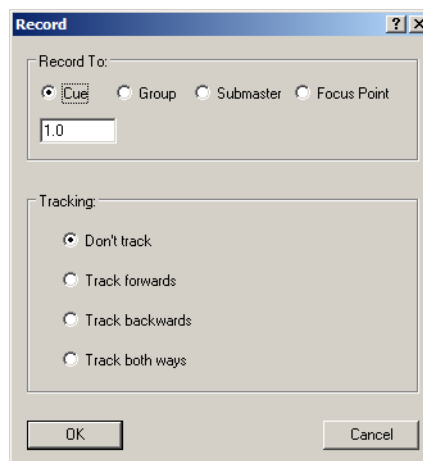 Record
Record To:
Cue Group Submaster Focus Point
1.0
Tracking:
Don't track
Track forwards
Track backwards
Track both ways
OK Cancel